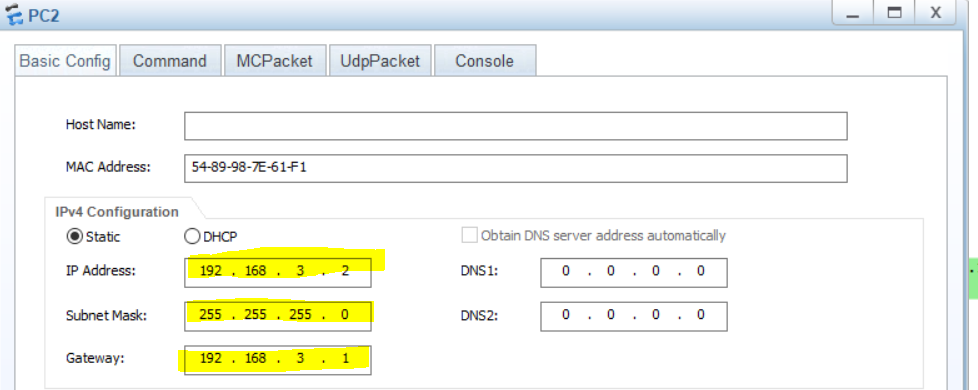 PC2
X
Basic Config Command MCPacket UdpPacket Console
Host Name:
MAC Address: 54-89-98-7E-61-F1
IPv4 Configuration
Static DHCP Obtain DNS server address automatically
IP Address: 192 . 168 . 3 . 2 DNS1: 0 . 0 . 0 . 0
Subnet Mask: 255 . 255 . 255 . 0 DNS2: 0 . 0 . 0 . 0
Gateway: 192 . 168 . 3 . 1